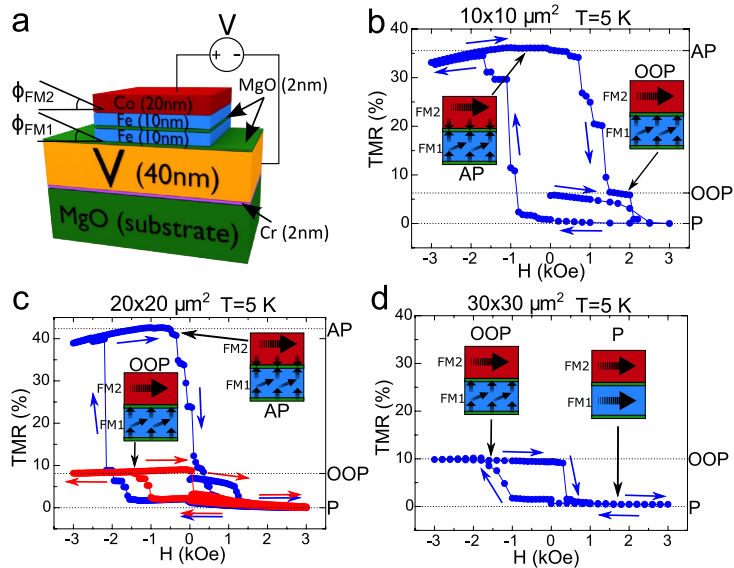 a
V
+ -
MgO (2nm)
ϕFM2
Co (20nm)
Fe (10nm)
ϕFM1
Fe (10nm)
V (40nm)
MgO (substrate)
Cr (2nm)
b
10x10 µm² T=5 K
TMR (%)
40
30
20
10
0
AP
OOP
P
FM2
FM1
AP
OOP
FM2
FM1
-3 -2 -1 0 1 2 3
H (kOe)
c
20x20 µm² T=5 K
TMR (%)
40
30
20
10
0
AP
OOP
P
OOP
FM2
FM1
FM2
FM1
AP
-3 -2 -1 0 1 2 3
H (kOe)
d
30x30 µm² T=5 K
TMR (%)
40
30
20
10
0
OOP
P
OOP
FM2
FM1
P
FM2
FM1
-3 -2 -1 0 1 2 3
H (kOe)